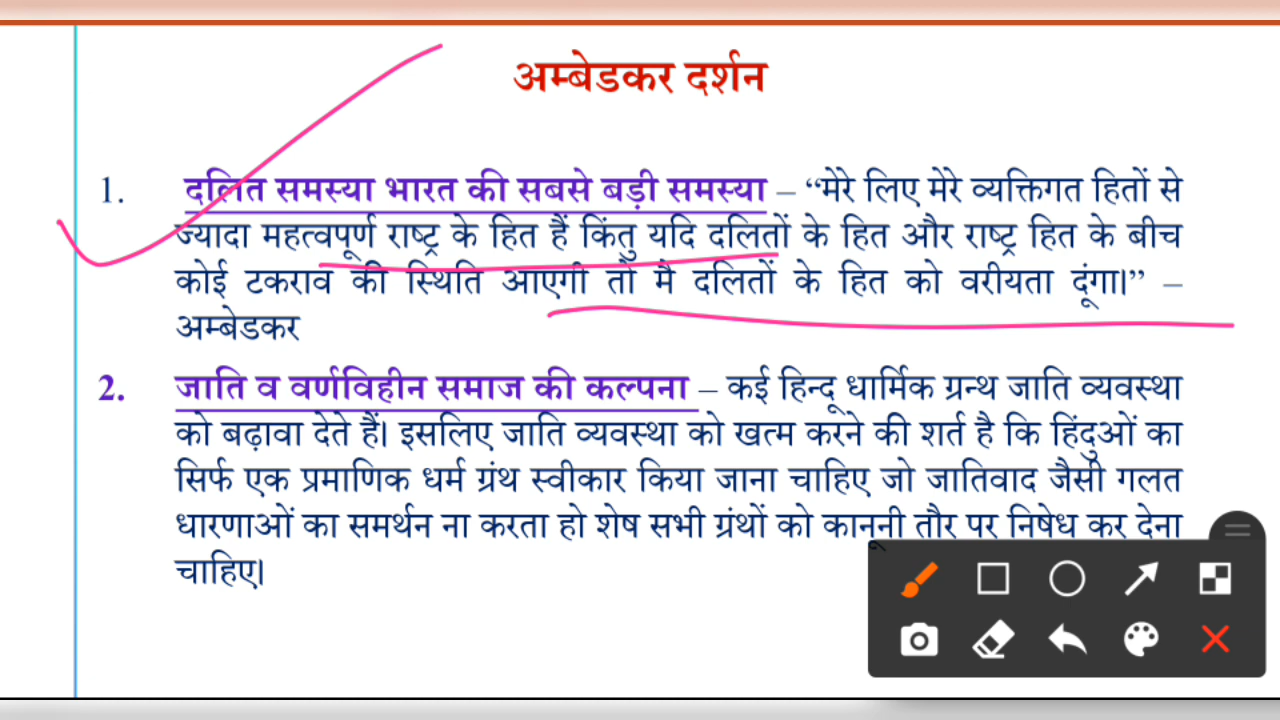 अम्बेडकर दर्शन
1. दलित समस्या भारत की सबसे बड़ी समस्या – “मेरे लिए मेरे व्यक्तिगत हितों से
ज्यादा महत्वपूर्ण राष्ट्र के हित हैं किंतु यदि दलितों के हित और राष्ट्र हित के बीच
कोई टकराव की स्थिति आएगी तो मै दलितों के हित को वरीयता दूंगा।” –
अम्बेडकर
2. जाति व वर्णविहीन समाज की कल्पना – कई हिन्दू धार्मिक ग्रन्थ जाति व्यवस्था
को बढ़ावा देते हैं। इसलिए जाति व्यवस्था को खत्म करने की शर्त है कि हिंदुओं का
सिर्फ एक प्रमाणिक धर्म ग्रंथ स्वीकार किया जाना चाहिए जो जातिवाद जैसी गलत
धारणाओं का समर्थन ना करता हो शेष सभी ग्रंथों को कानूनी तौर पर निषेध कर देना
चाहिए।